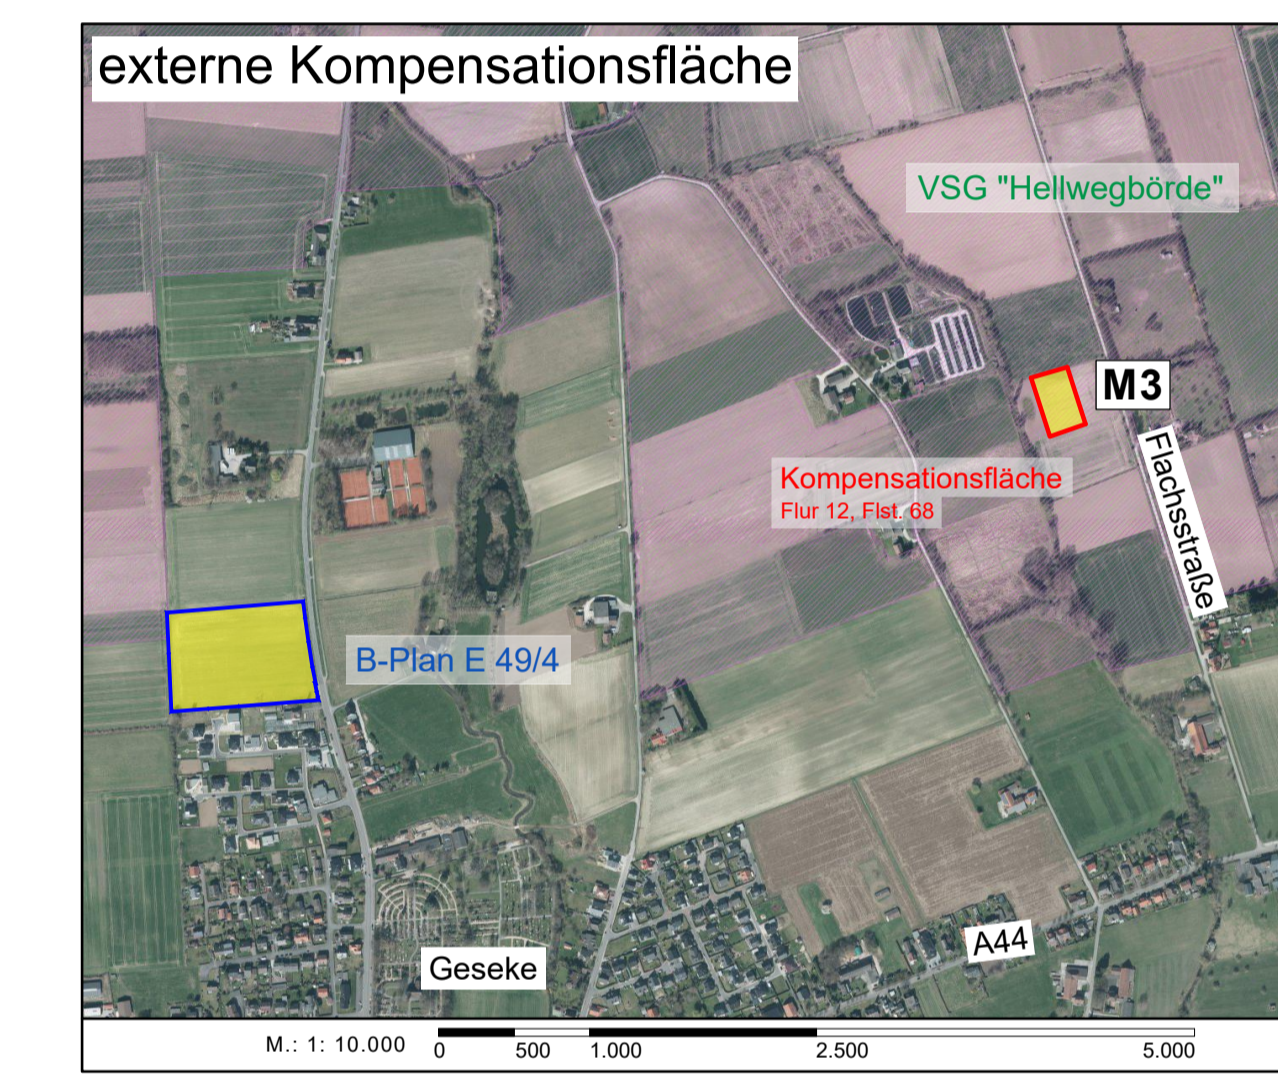 externe Kompensationsfläche
VSG "Hellwegbörde"
M3
Flachsstraße
Kompensationsfläche
Flur 12, Flst. 68
B-Plan E 49/4
A44
Geseke
M.: 1: 10.000
0 500 1.000 2.500 5.000